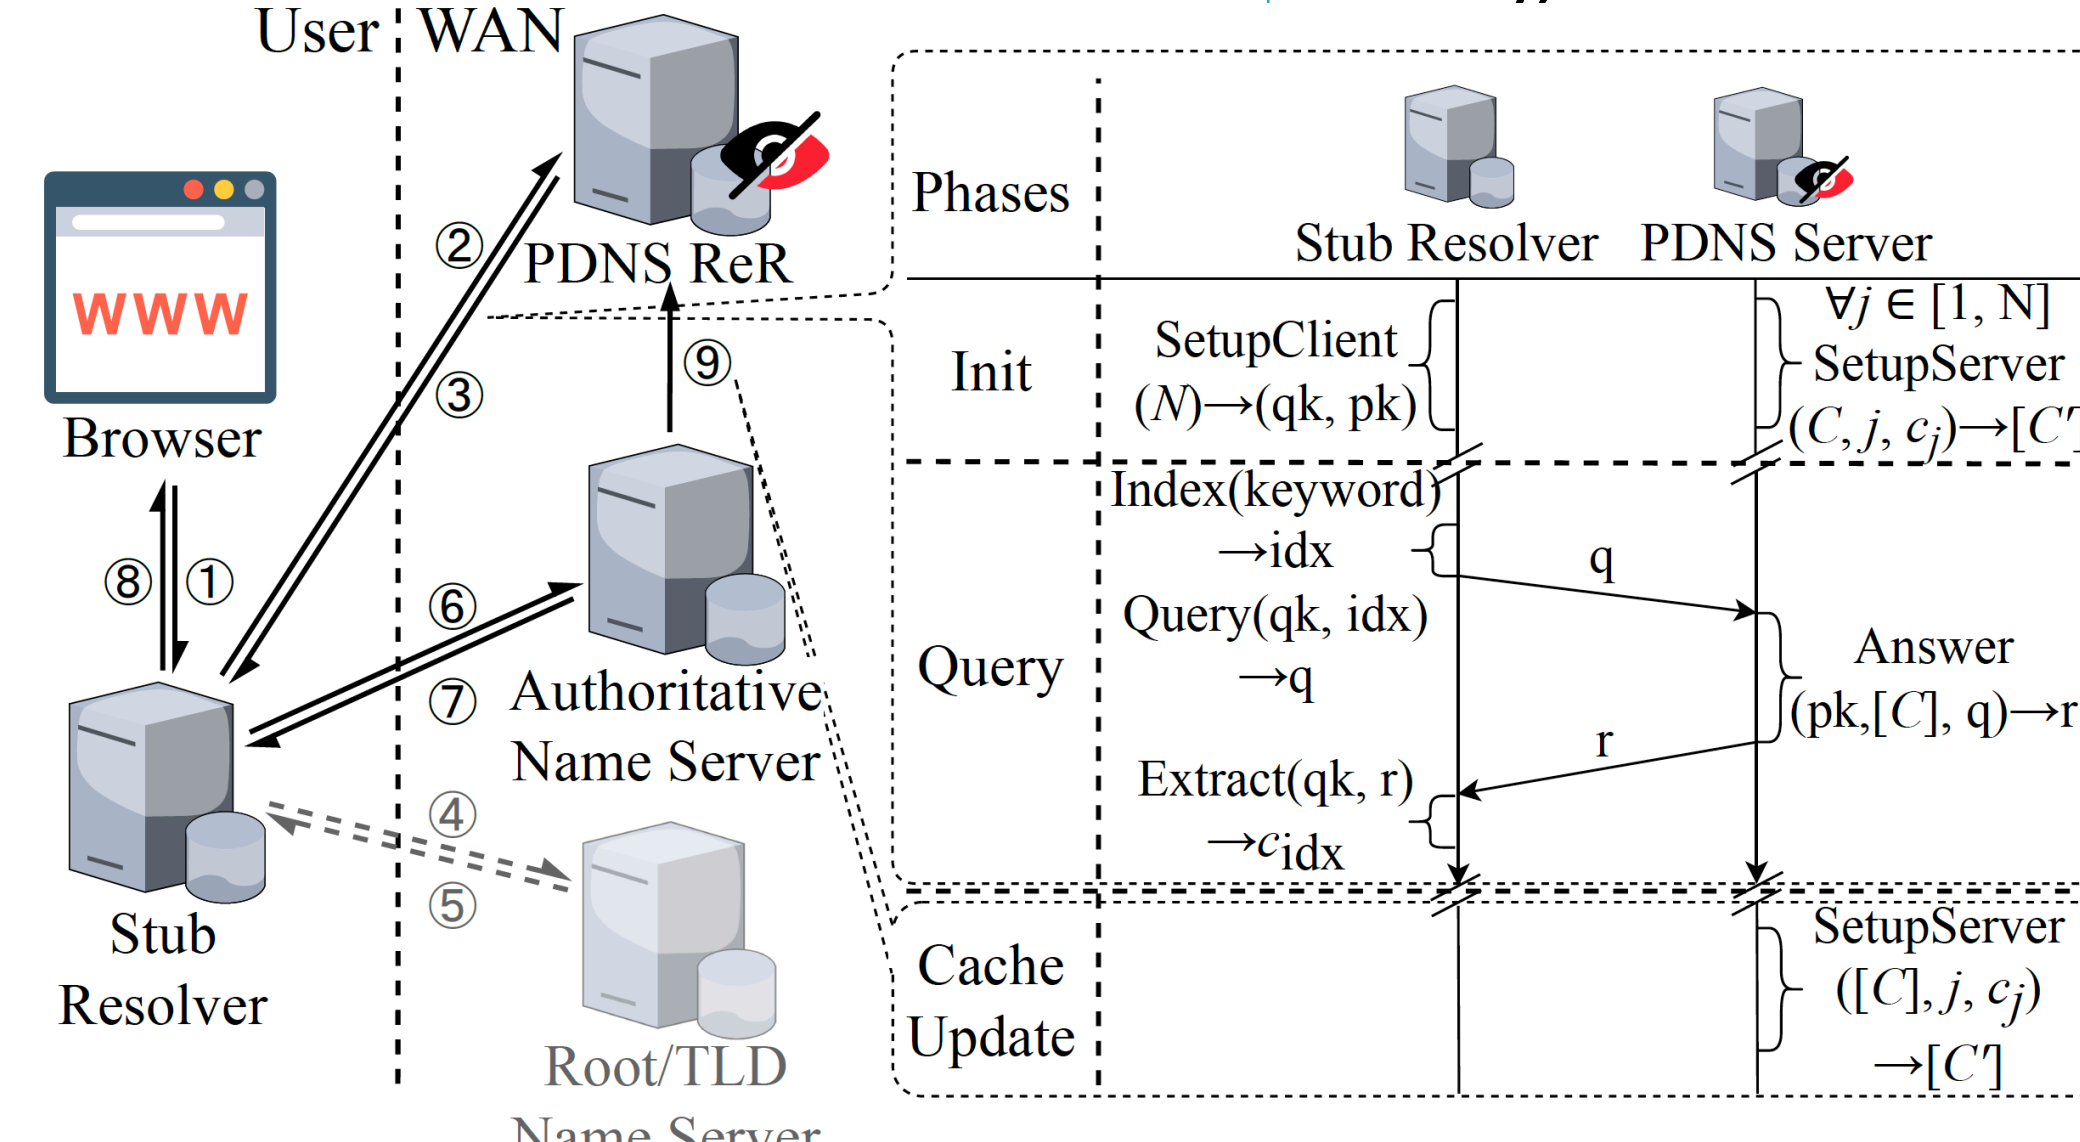 User
WAN
www
Browser
PDNS ReR
②
③
⑨
⑧
①
⑥
⑦
Authoritative
Name Server
④
⑤
Stub
Resolver
Root/TLD
Name Server
Phases
Stub Resolver
PDNS Server
Init
SetupClient
(N)→(qk, pk)
∀j ∈ [1, N]
SetupServer
(C, j, cj)→[C′]
Query
Index(keyword)
→idx
Query(qk, idx)
→q
q
Answer
(pk,[C], q)→r
r
Extract(qk, r)
→cidx
Cache
Update
SetupServer
([C], j, cj)
→[C′]